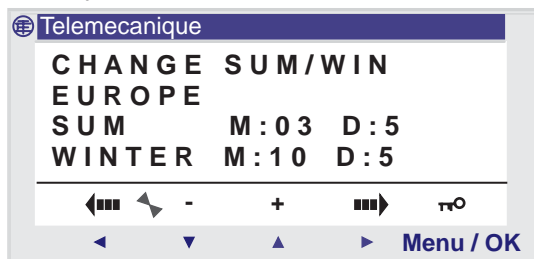 Telemecanique
CHANGE SUM/WIN
EUROPE
SUM M:03 D:5
WINTER M:10 D:5
- +
Menu / OK